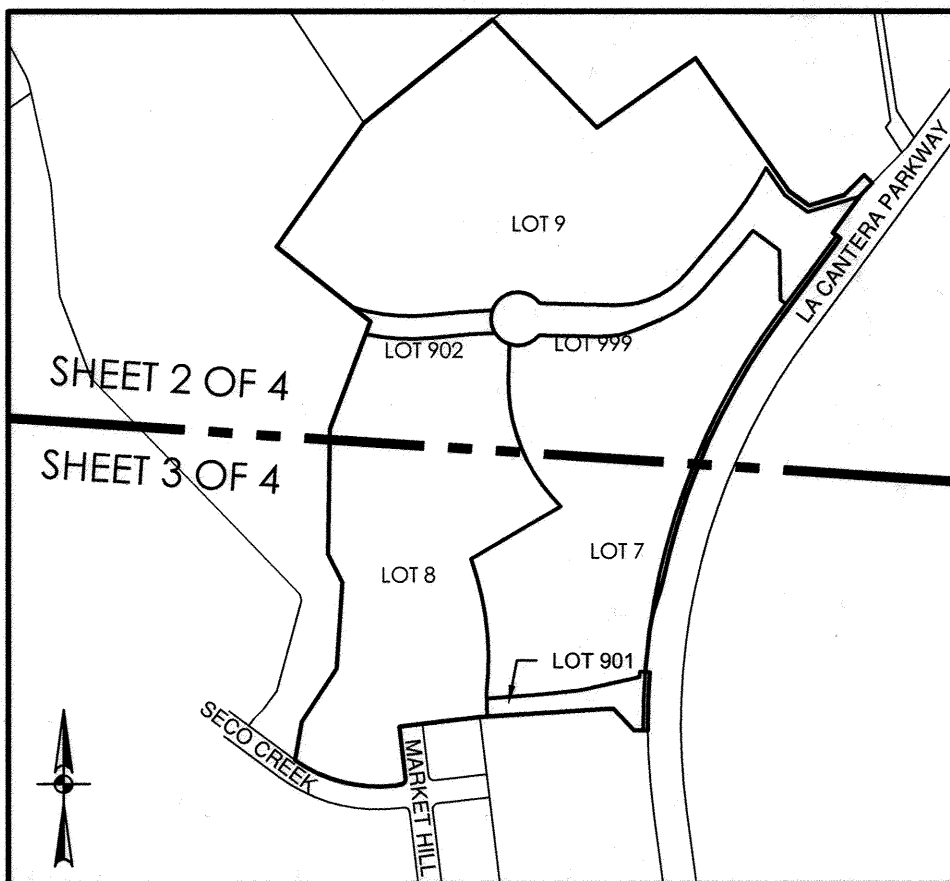 LOT 9
LA CANTERA PARKWAY
LOT 902
LOT 999
SHEET 2 OF 4
SHEET 3 OF 4
LOT 7
LOT 8
LOT 901
SECO CREEK
MARKET HILL